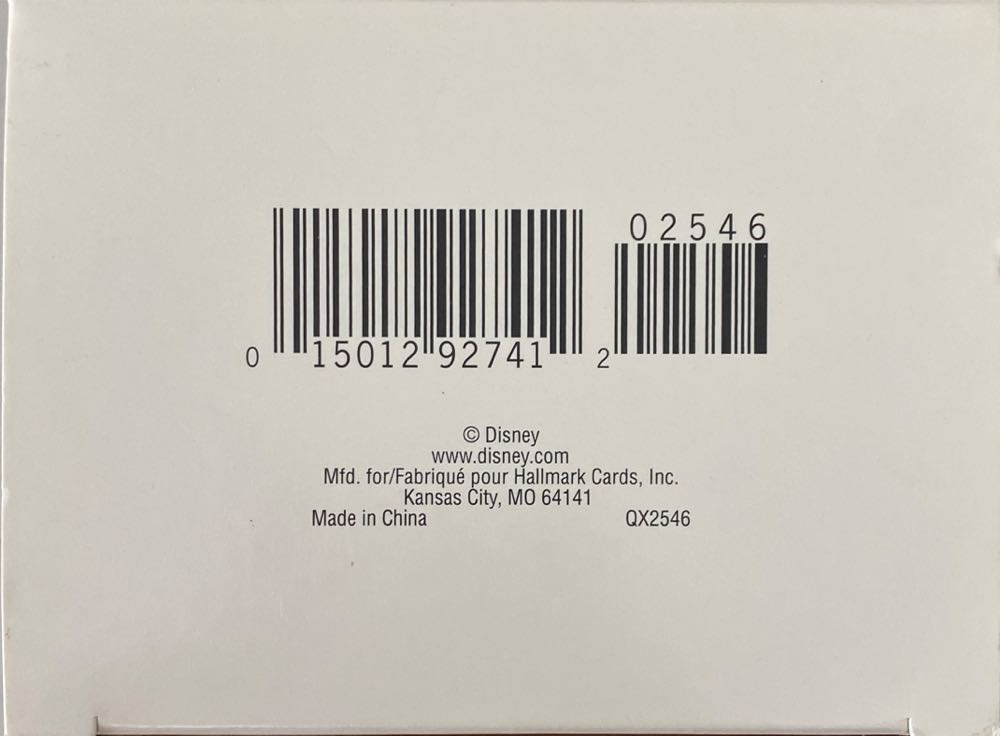 02546
0 15012 92741 2
© Disney
www.disney.com
Mfd. for/Fabriqué pour Hallmark Cards, Inc.
Kansas City, MO 64141
Made in China QX2546